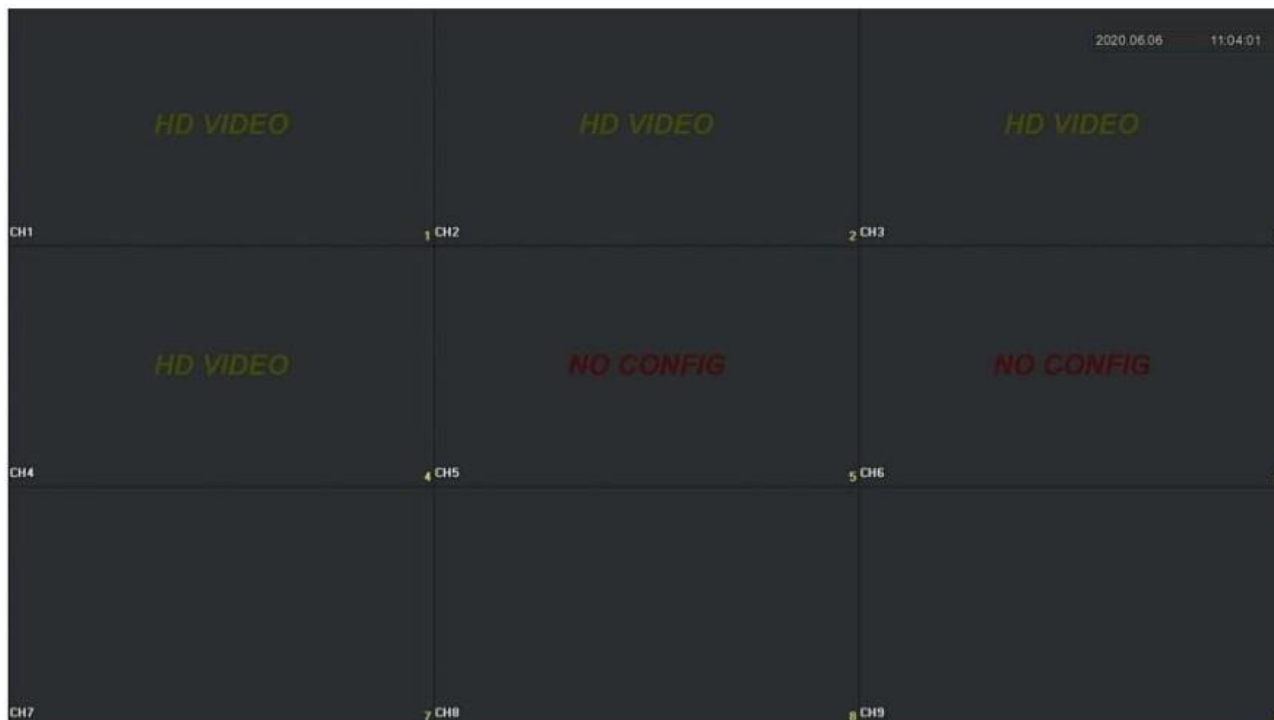 2020.06.06 11:04:01
HD VIDEO HD VIDEO HD VIDEO
CH1 1 CH2 2 CH3
HD VIDEO NO CONFIG NO CONFIG
CH4 4 CH5 5 CH6
CH7 7 CH8 8 CH9